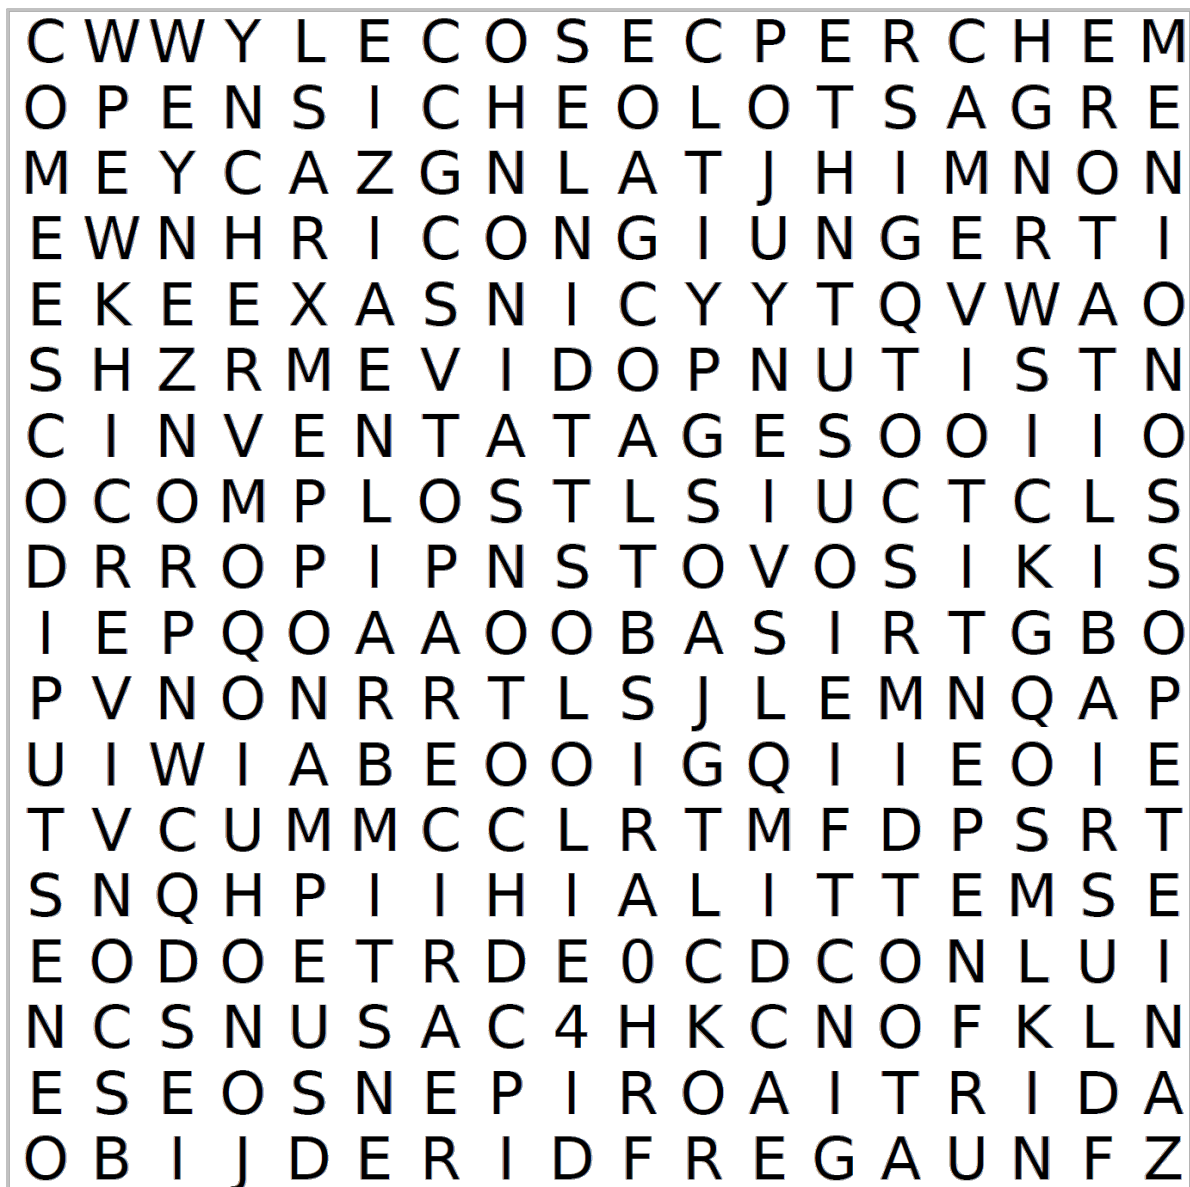 C W W Y L E C O S E C P E R C H E M
O P E N S I C H E O L O T S A G R E
M E Y C A Z G N L A T J H I M N O N
E W N H R I C O N G I U N G E R T I
E K E E X A S N I C Y Y T Q V W A O
S H Z R M E V I D O P N U T I S T N
C I N V E N T A T A G E S O O I I O
O C O M P L O S T L S I U C T C L S
D R R O P I P N S T O V O S I K I S
I E P Q O A A O O B A S I R T G B O
P V N O N R R T L S J L E M N Q A P
U I W I A B E O O I G Q I I E O I E
T V C U M M C C L R T M F D P S R T
S N Q H P I I H I A L I T T E M S E
E O D O E T R D E 0 C D C O N L U I
N C S N U S A C 4 H K C N O F K L N
E S E O S N E P I R O A I T R I D A
O B I J D E R I D F R E G A U N F Z